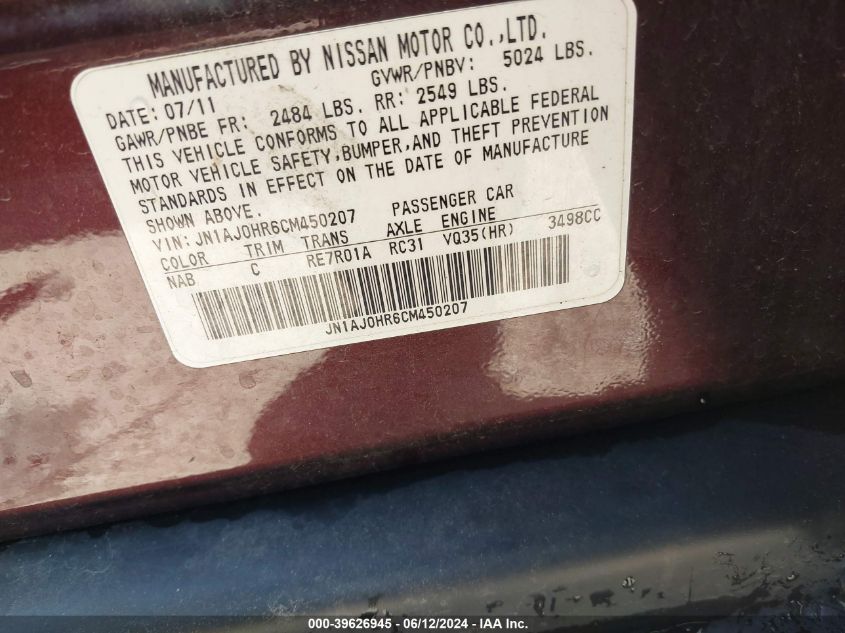 MANUFACTURED BY NISSAN MOTOR CO.,LTD.
DATE: 07/11 GVWR/PNBV: 5024 LBS.
GAWR/PNBE FR: 2484 LBS. RR: 2549 LBS.
THIS VEHICLE CONFORMS TO ALL APPLICABLE FEDERAL
MOTOR VEHICLE SAFETY,BUMPER,AND THEFT PREVENTION
STANDARDS IN EFFECT ON THE DATE OF MANUFACTURE
SHOWN ABOVE.
VIN: JN1AJ0HR6CM450207 PASSENGER CAR
COLOR TRIM TRANS AXLE ENGINE
NAB C RE7R01A RC31 VQ35(HR) 3498CC
JN1AJ0HR6CM450207
000-39626945 - 06/12/2024 - IAA Inc.